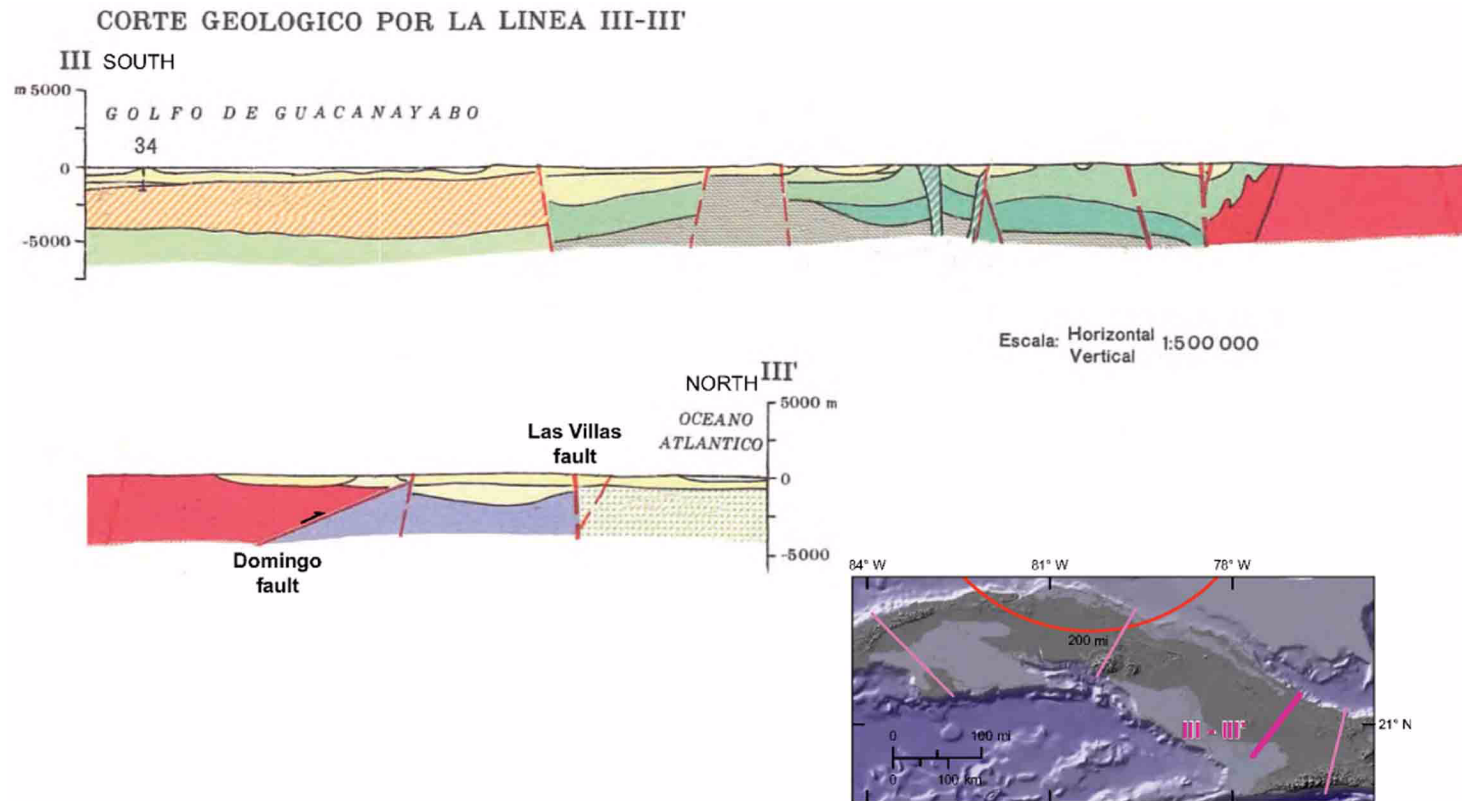 CORTE GEOLOGICO POR LA LINEA III-III'
III SOUTH
m 5000
GOLFO DE GUACANAYABO
34
0
-5000
Escala: Horizontal
Vertical 1:500 000
NORTH III'
5000 m
OCEANO
ATLANTICO
Las Villas
fault
0
-5000
Domingo
fault
84° W
81° W
78° W
200 mi
III - III'
21° N
0
100 mi
0
100 km